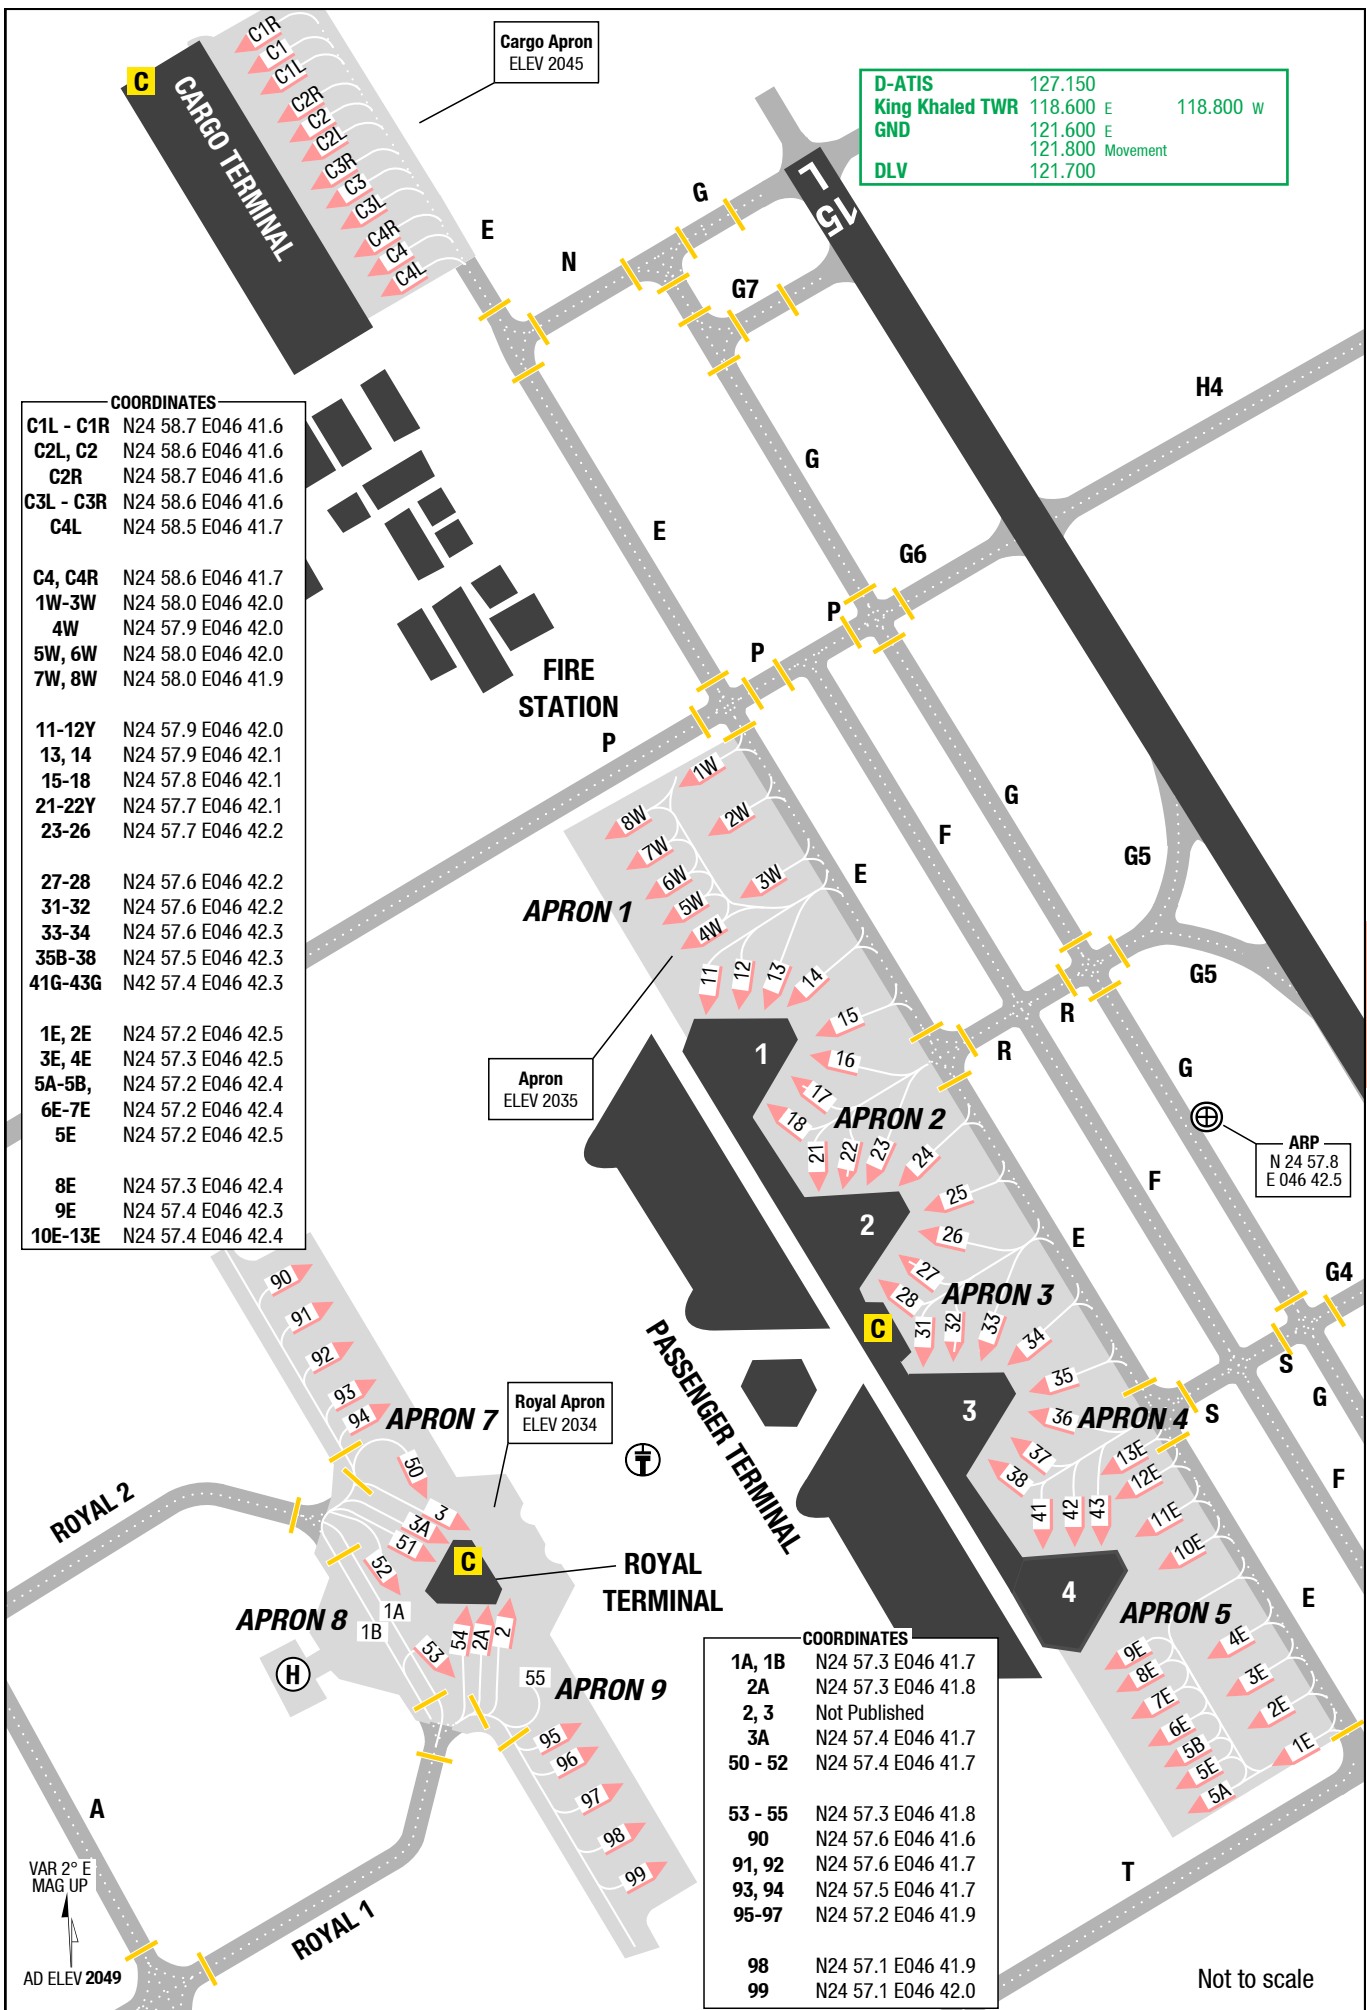 C1R
C1
C1L
C2R
C2
C2L
C3R
C3
C3L
C4R
C4
C4L
C
CARGO TERMINAL
Cargo Apron
ELEV 2045
D-ATIS 127.150
King Khaled TWR 118.600 E 118.800 W
GND 121.600 E
121.800 Movement
DLV 121.700
15
L
G
E
N
G7
H4
G
E
G6
P
P
P
FIRE
STATION
COORDINATES
C1L - C1R N24 58.7 E046 41.6
C2L, C2 N24 58.6 E046 41.6
C2R N24 58.7 E046 41.6
C3L - C3R N24 58.6 E046 41.6
C4L N24 58.5 E046 41.7
C4, C4R N24 58.6 E046 41.7
1W-3W N24 58.0 E046 42.0
4W N24 57.9 E046 42.0
5W, 6W N24 58.0 E046 42.0
7W, 8W N24 58.0 E046 41.9
11-12Y N24 57.9 E046 42.0
13, 14 N24 57.9 E046 42.1
15-18 N24 57.8 E046 42.1
21-22Y N24 57.7 E046 42.1
23-26 N24 57.7 E046 42.2
27-28 N24 57.6 E046 42.2
31-32 N24 57.6 E046 42.2
33-34 N24 57.6 E046 42.3
35B-38 N24 57.5 E046 42.3
41G-43G N42 57.4 E046 42.3
1E, 2E N24 57.2 E046 42.5
3E, 4E N24 57.3 E046 42.5
5A-5B, N24 57.2 E046 42.4
6E-7E N24 57.2 E046 42.4
5E N24 57.2 E046 42.5
8E N24 57.3 E046 42.4
9E N24 57.4 E046 42.3
10E-13E N24 57.4 E046 42.4
1W
2W
3W
8W
7W
6W
5W
4W
APRON 1
E
F
G
G5
G5
11
12
13
14
15
16
17
18
1
R
R
G
Apron
ELEV 2035
APRON 2
21
22
23
24
25
26
27
28
2
F
E
ARP
N 24 57.8
E 046 42.5
G4
APRON 3
C
31
32
33
34
35
36
37
38
3
S
S
G
F
PASSENGER TERMINAL
APRON 4
13E
12E
11E
10E
41
42
43
4
E
APRON 5
9E
8E
7E
6E
5B
5E
5A
4E
3E
2E
1E
T
90
91
92
93
94
APRON 7
Royal Apron
ELEV 2034
50
3
3A
51
52
C
ROYAL
TERMINAL
ROYAL 2
APRON 8
1A
1B
H
53
54
2A
2
55
APRON 9
95
96
97
98
99
COORDINATES
1A, 1B N24 57.3 E046 41.7
2A N24 57.3 E046 41.8
2, 3 Not Published
3A N24 57.4 E046 41.7
50 - 52 N24 57.4 E046 41.7
53 - 55 N24 57.3 E046 41.8
90 N24 57.6 E046 41.6
91, 92 N24 57.6 E046 41.7
93, 94 N24 57.5 E046 41.7
95-97 N24 57.2 E046 41.9
98 N24 57.1 E046 41.9
99 N24 57.1 E046 42.0
A
ROYAL 1
VAR 2° E
MAG UP
AD ELEV 2049
Not to scale